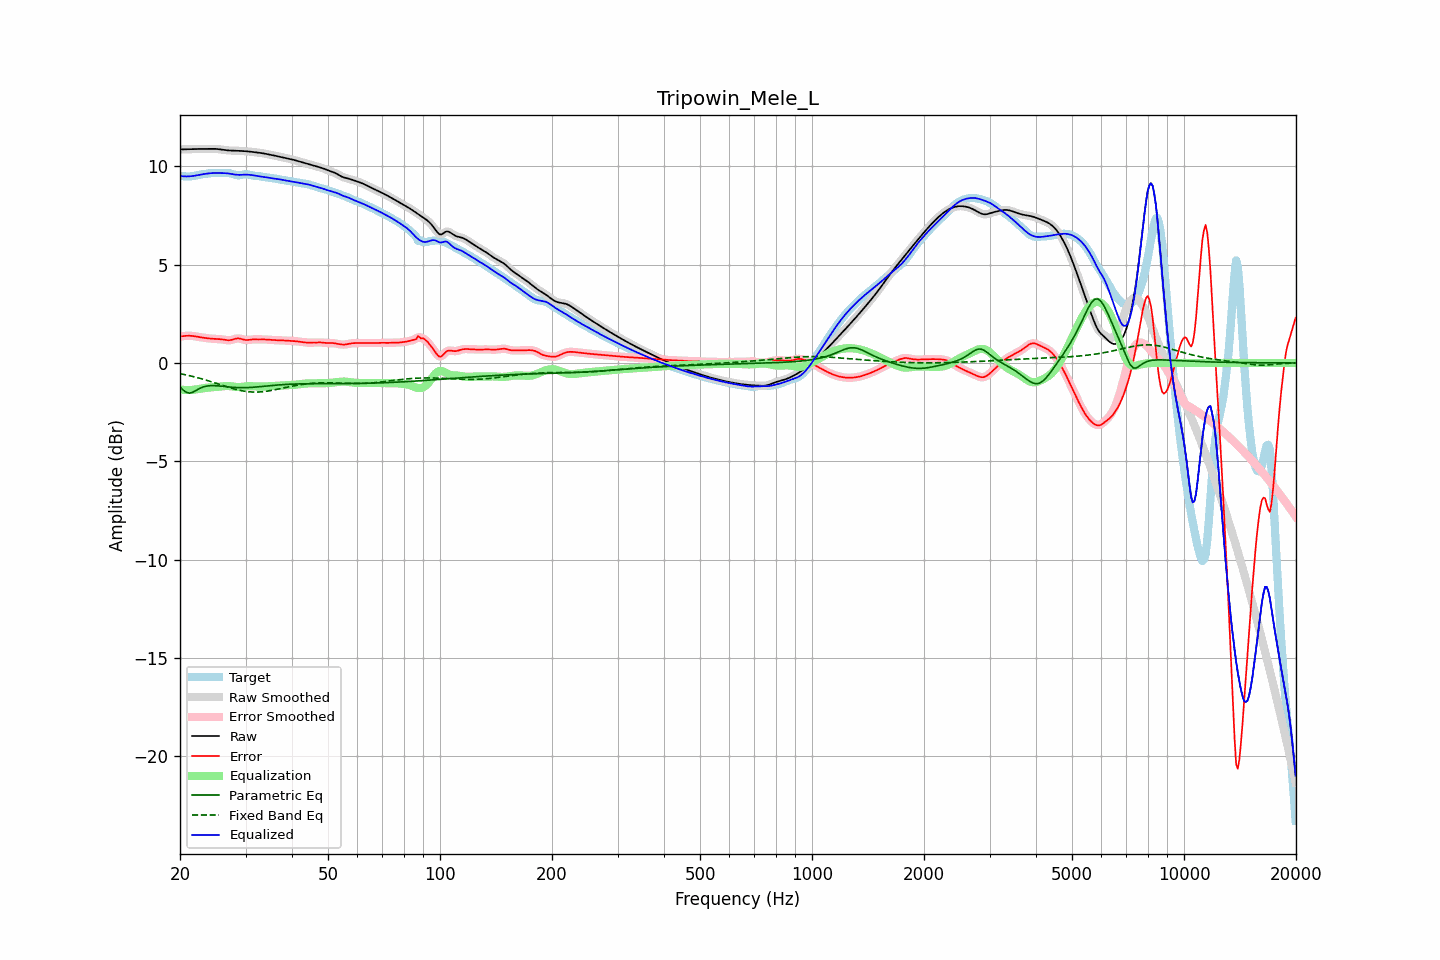 Tripowin_Mele_L
Amplitude (dBr)
10
5
0
−5
−10
−15
−20
Target
Raw Smoothed
Error Smoothed
Raw
Error
Equalization
Parametric Eq
Fixed Band Eq
Equalized
20 50 100 200 500 1000 2000 5000 10000 20000
Frequency (Hz)